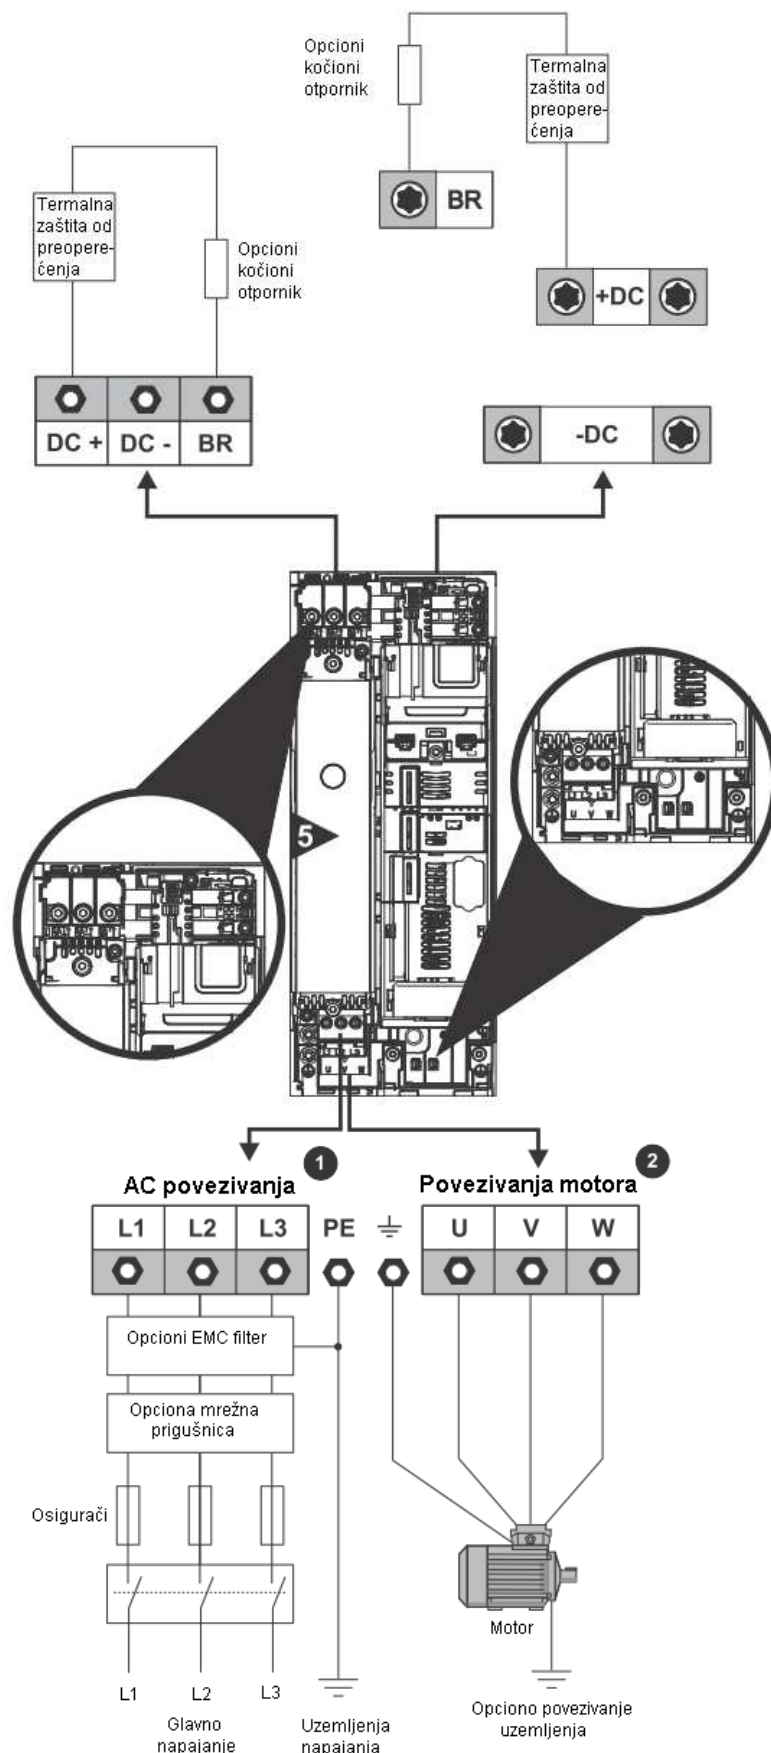 Opcioni
kočioni
otpornik
Termalna
zaštita od
preopere-
ćenja
BR
+DC
-DC
Termalna
zaštita od
preopere-
ćenja
Opcioni
kočioni
otpornik
DC +
DC -
BR
5
U V W
U V W
1
AC povezivanja
2
Povezivanja motora
L1
L2
L3
PE
U
V
W
Opcioni EMC filter
Opciona mrežna
prigušnica
Osigurači
Motor
L1
L2
L3
Glavno
napajanje
Uzemljenja
napajanja
Opciono povezivanje
uzemljenja